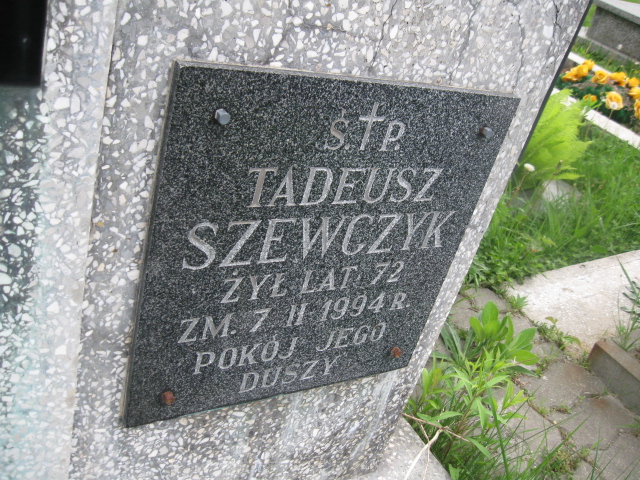 Ś.†P.
TADEUSZ
SZEWCZYK
ŻYŁ LAT 72
ZM. 7 II 1994 R.
POKÓJ JEGO
DUSZY